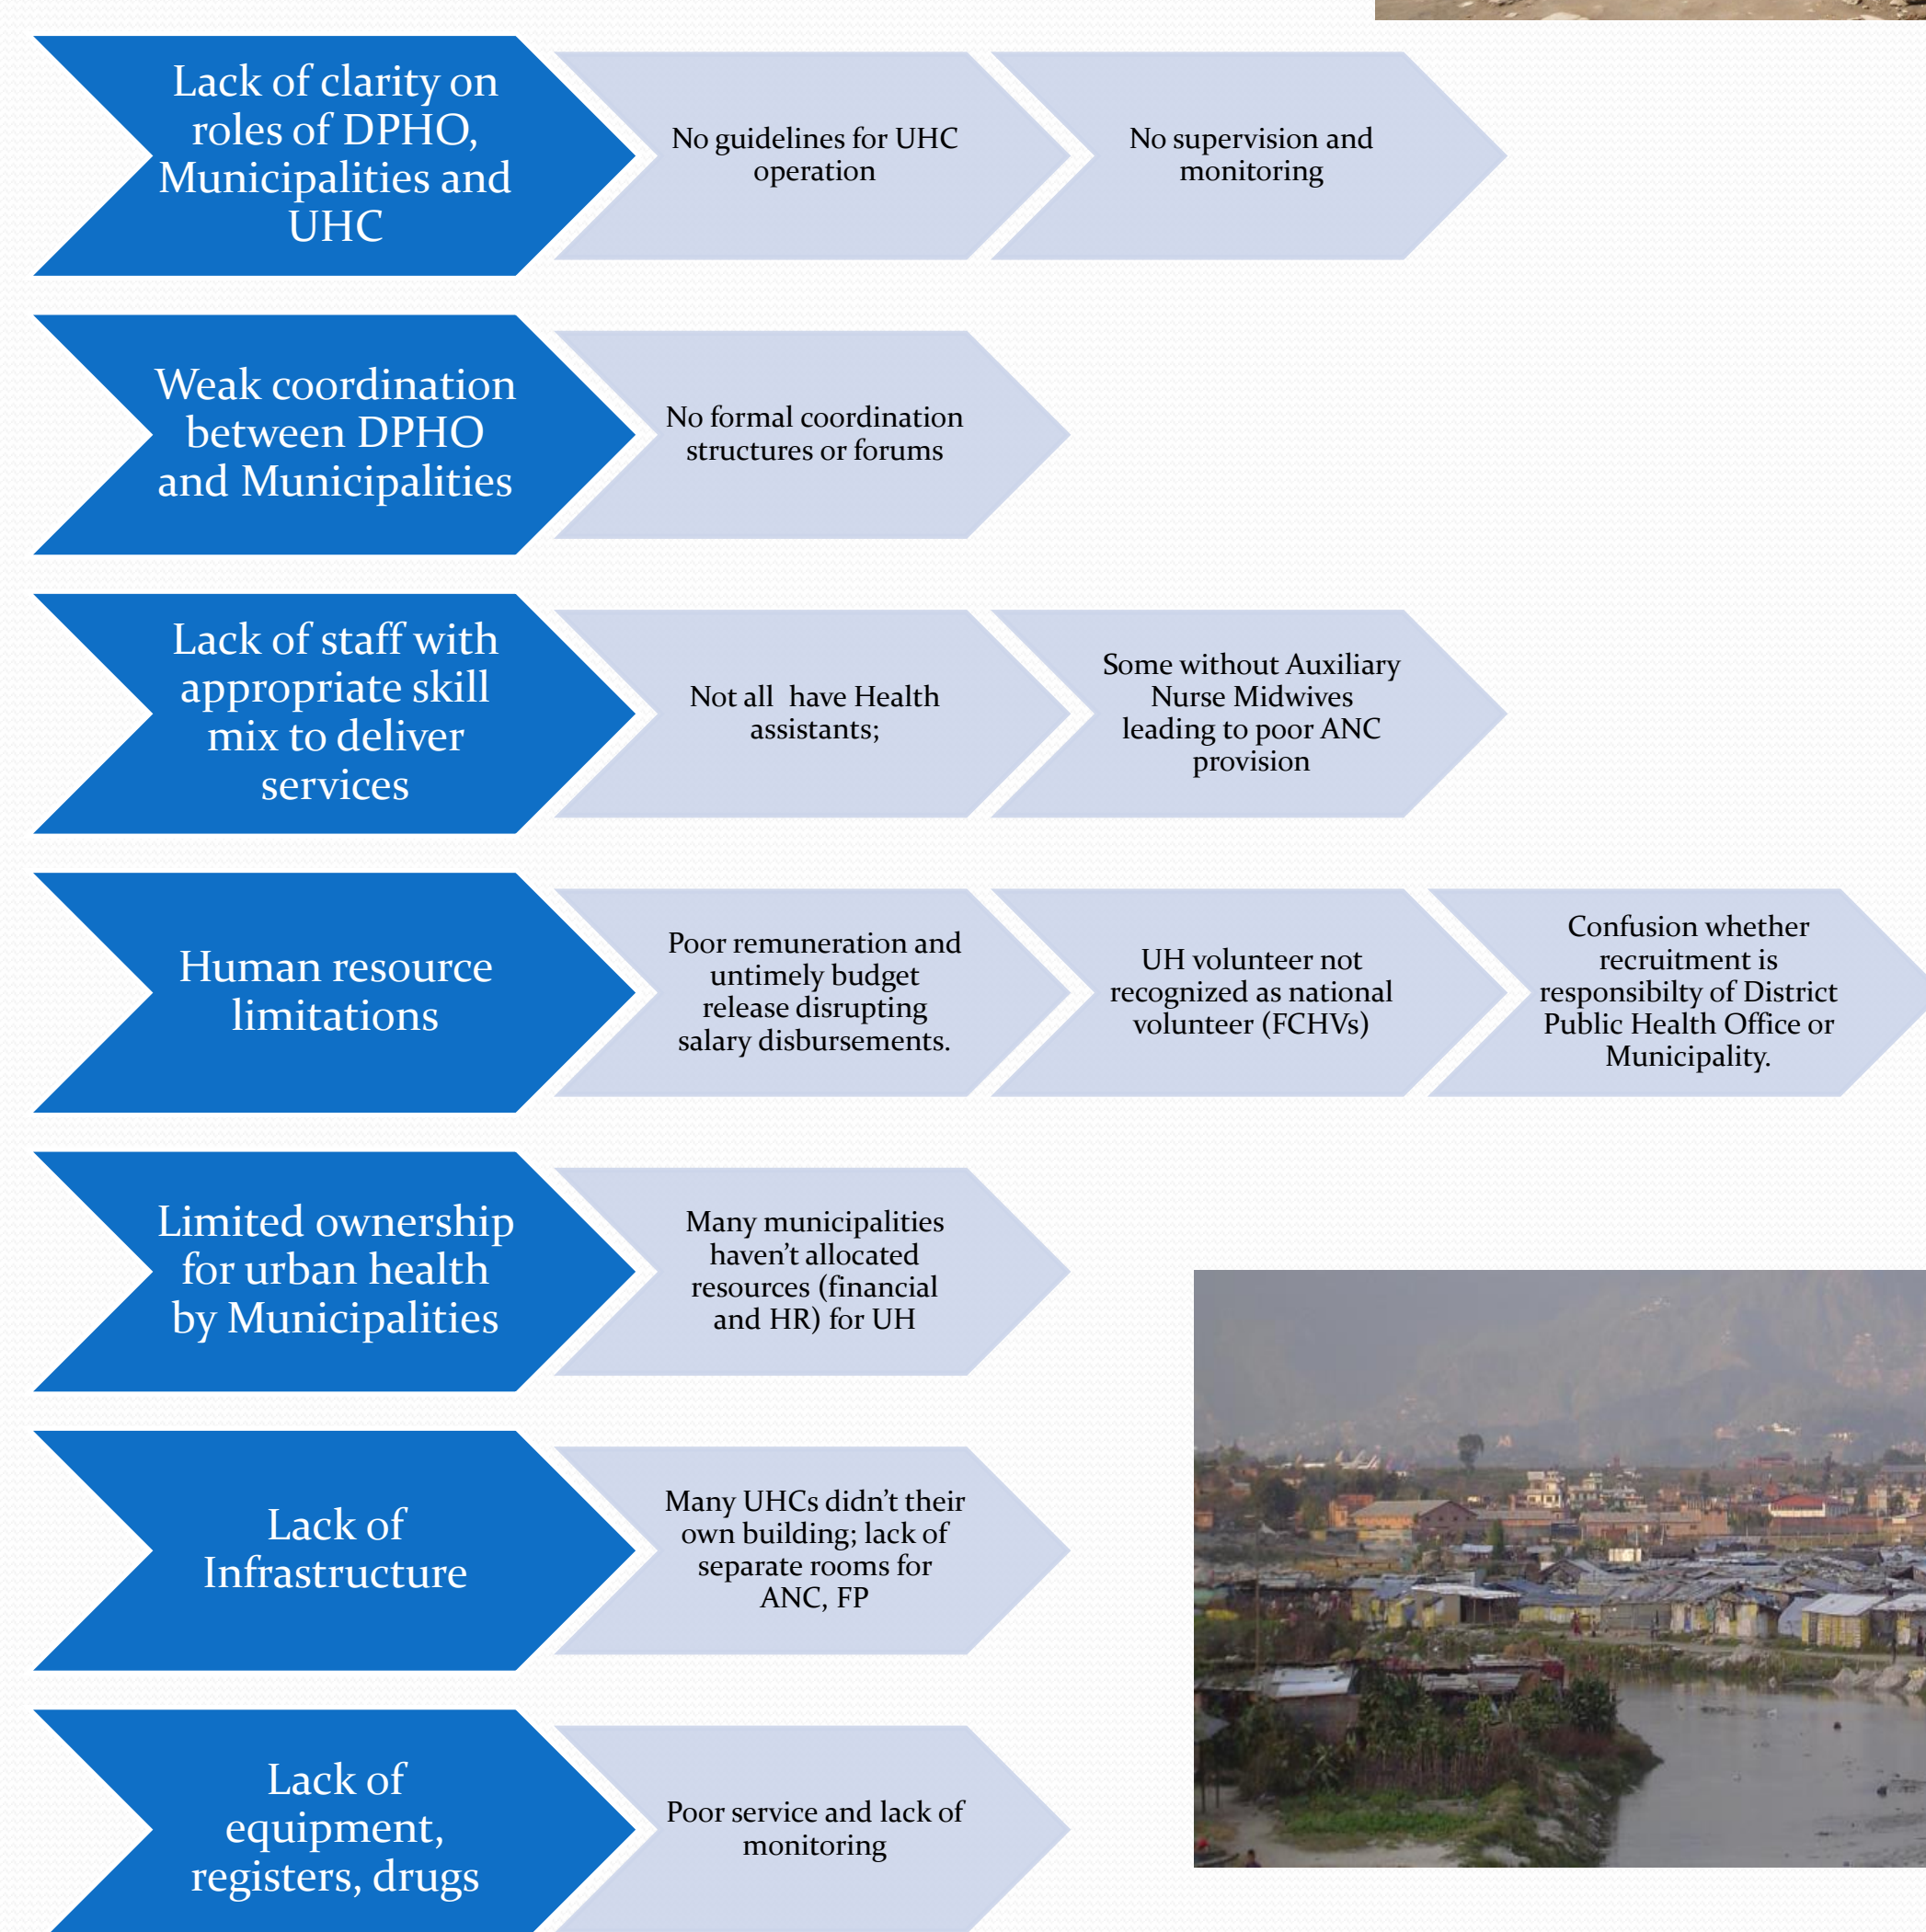 Lack of clarity on
roles of DPHO,
Municipalities and
UHC
No guidelines for UHC
operation
No supervision and
monitoring
Weak coordination
between DPHO
and Municipalities
No formal coordination
structures or forums
Lack of staff with
appropriate skill
mix to deliver
services
Not all  have Health
assistants;
Some without Auxiliary
Nurse Midwives
leading to poor ANC
provision
Human resource
limitations
Poor remuneration and
untimely budget
release disrupting
salary disbursements.
UH volunteer not
recognized as national
volunteer (FCHVs)
Confusion whether
recruitment is
responsibilty of District
Public Health Office or
Municipality.
Limited ownership
for urban health
by Municipalities
Many municipalities
haven’t allocated
resources (financial
and HR) for UH
Lack of
Infrastructure
Many UHCs didn’t their
own building; lack of
separate rooms for
ANC, FP
Lack of
equipment,
registers, drugs
Poor service and lack of
monitoring